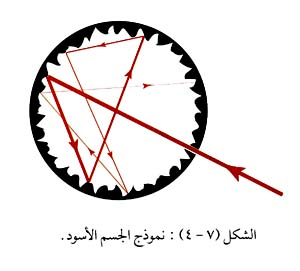 الشكل (٧ - ٤) : نموذج الجسم الأسود.